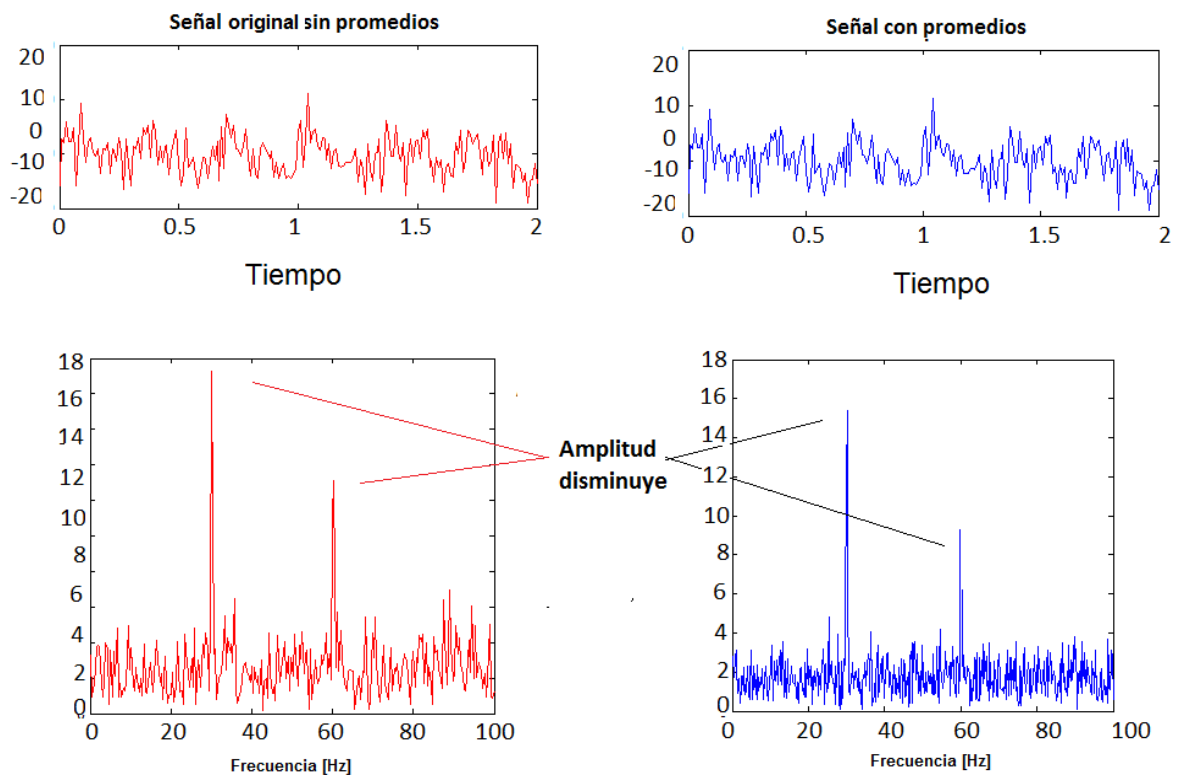 Señal original sin promedios
20
10
0
-10
-20
0 0.5 1 1.5 2
Tiempo
Señal con promedios
20
10
0
-10
-20
0 0.5 1 1.5 2
Tiempo
18
16
14
12
10
8
6
4
2
0
0 20 40 60 80 100
Frecuencia [Hz]
Amplitud
disminuye
18
16
14
12
10
8
6
4
2
0
0 20 40 60 80 100
Frecuencia [Hz]